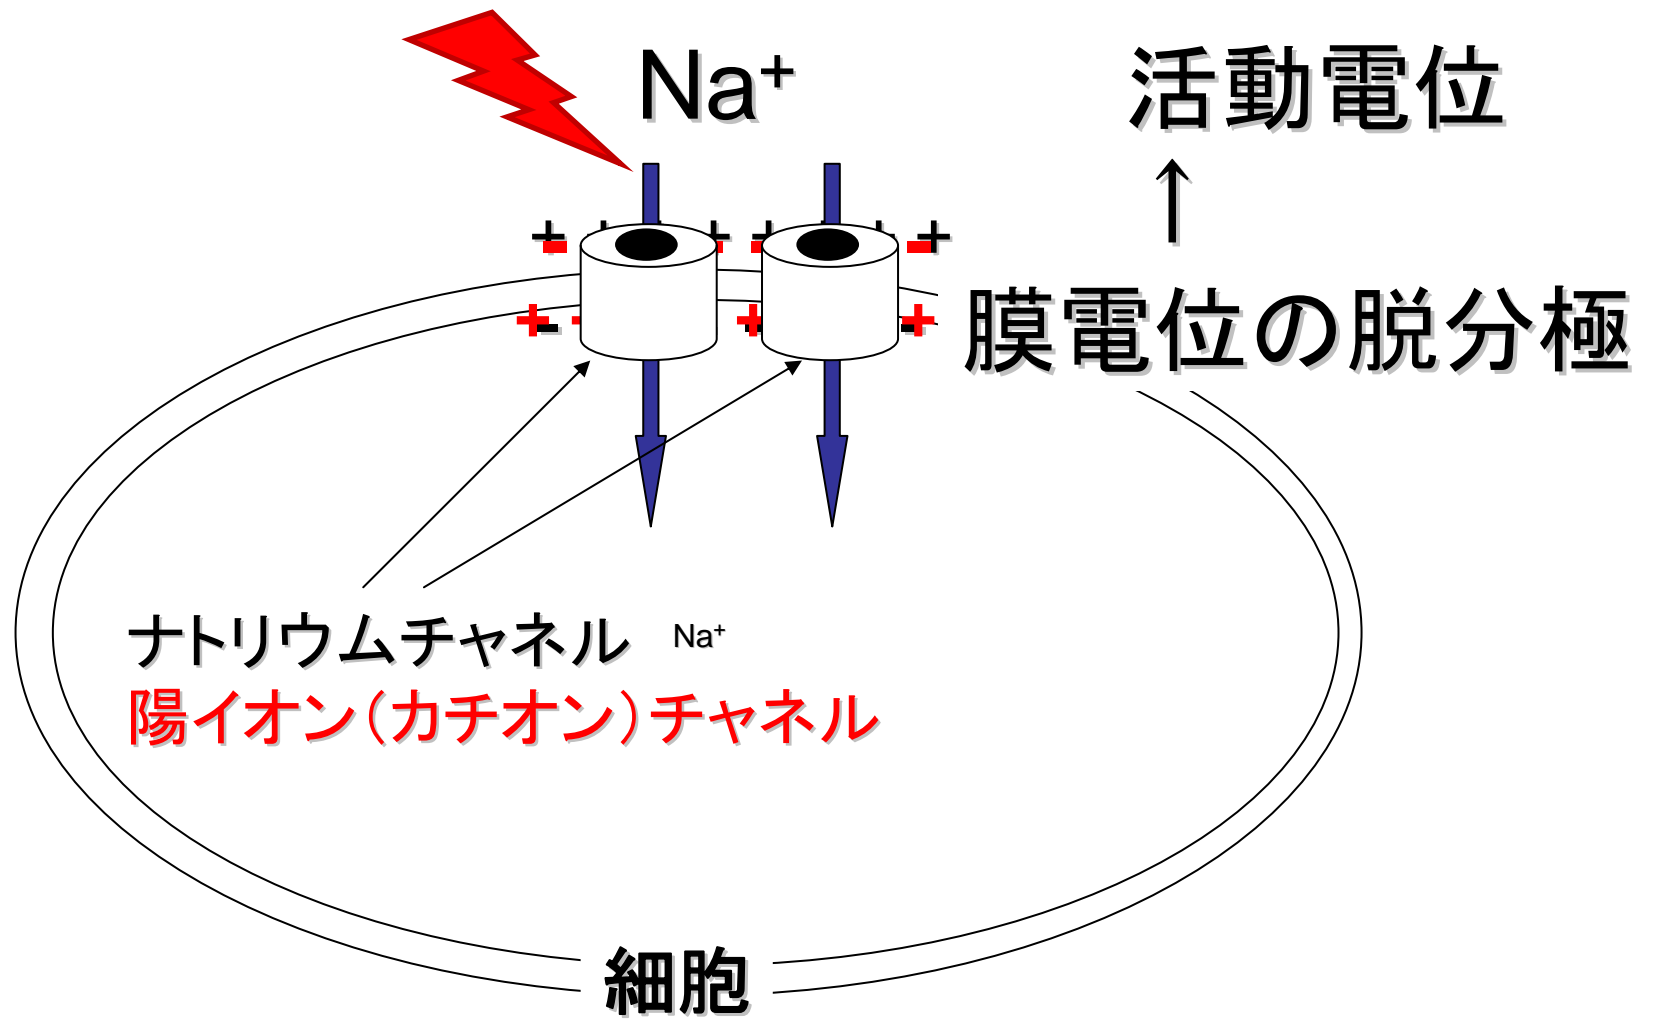 Na⁺
活動電位
↑
膜電位の脱分極
ナトリウムチャネル Na⁺
陽イオン（カチオン）チャネル
細胞